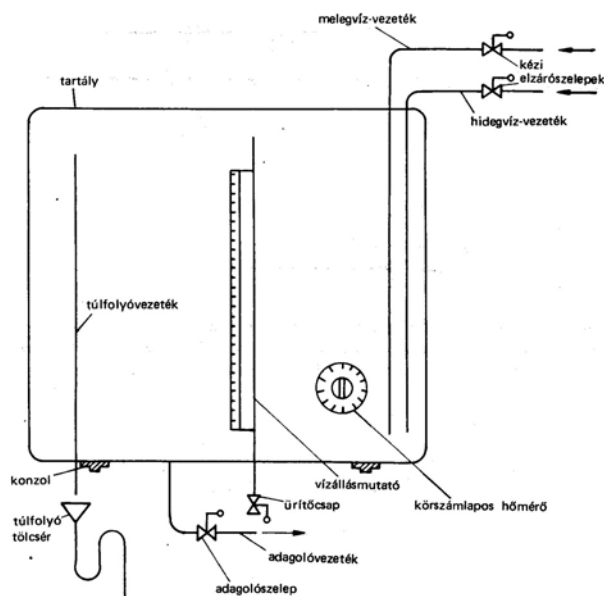 melegvíz-vezeték
kézi
elzárószelepek
tartály
hidegvíz-vezeték
túlfolyóvezeték
konzol
vízállásmutató
ürítőcsap
körszámlapos hőmérő
túlfolyó
tölcsér
adagolóvezeték
adagolószelep